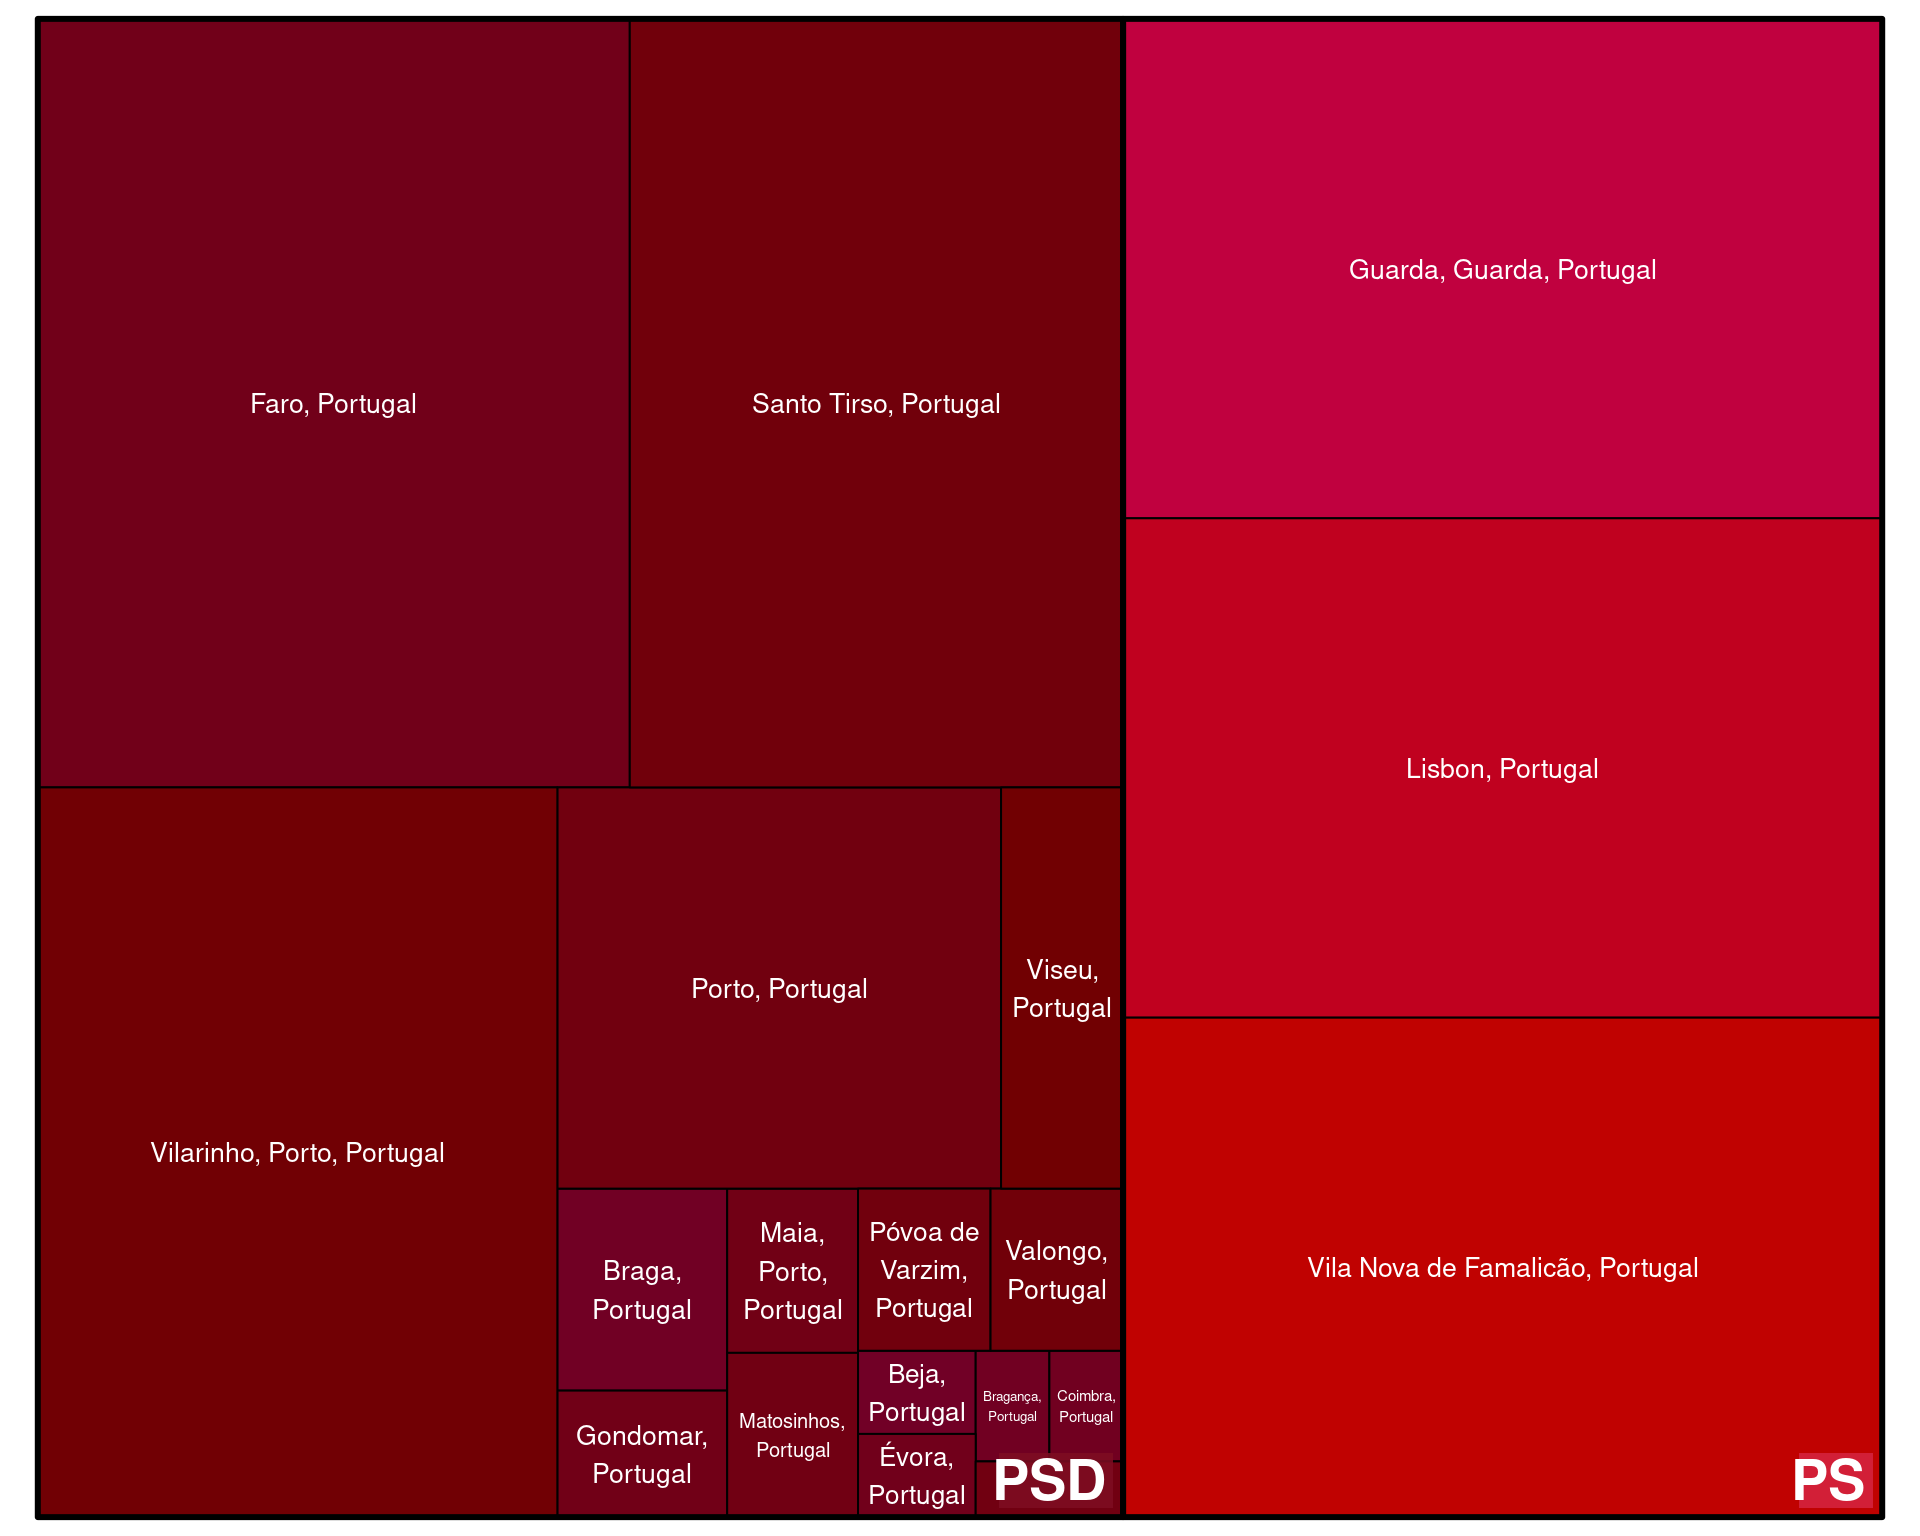 Faro, Portugal
Santo Tirso, Portugal
Guarda, Guarda, Portugal
Lisbon, Portugal
Vilarinho, Porto, Portugal
Porto, Portugal
Viseu,
Portugal
Braga,
Portugal
Maia,
Porto,
Portugal
Póvoa de
Varzim,
Portugal
Valongo,
Portugal
Gondomar,
Portugal
Matosinhos,
Portugal
Beja,
Portugal
Bragança,
Portugal
Coimbra,
Portugal
Évora,
Portugal
PSD
Vila Nova de Famalicão, Portugal
PS